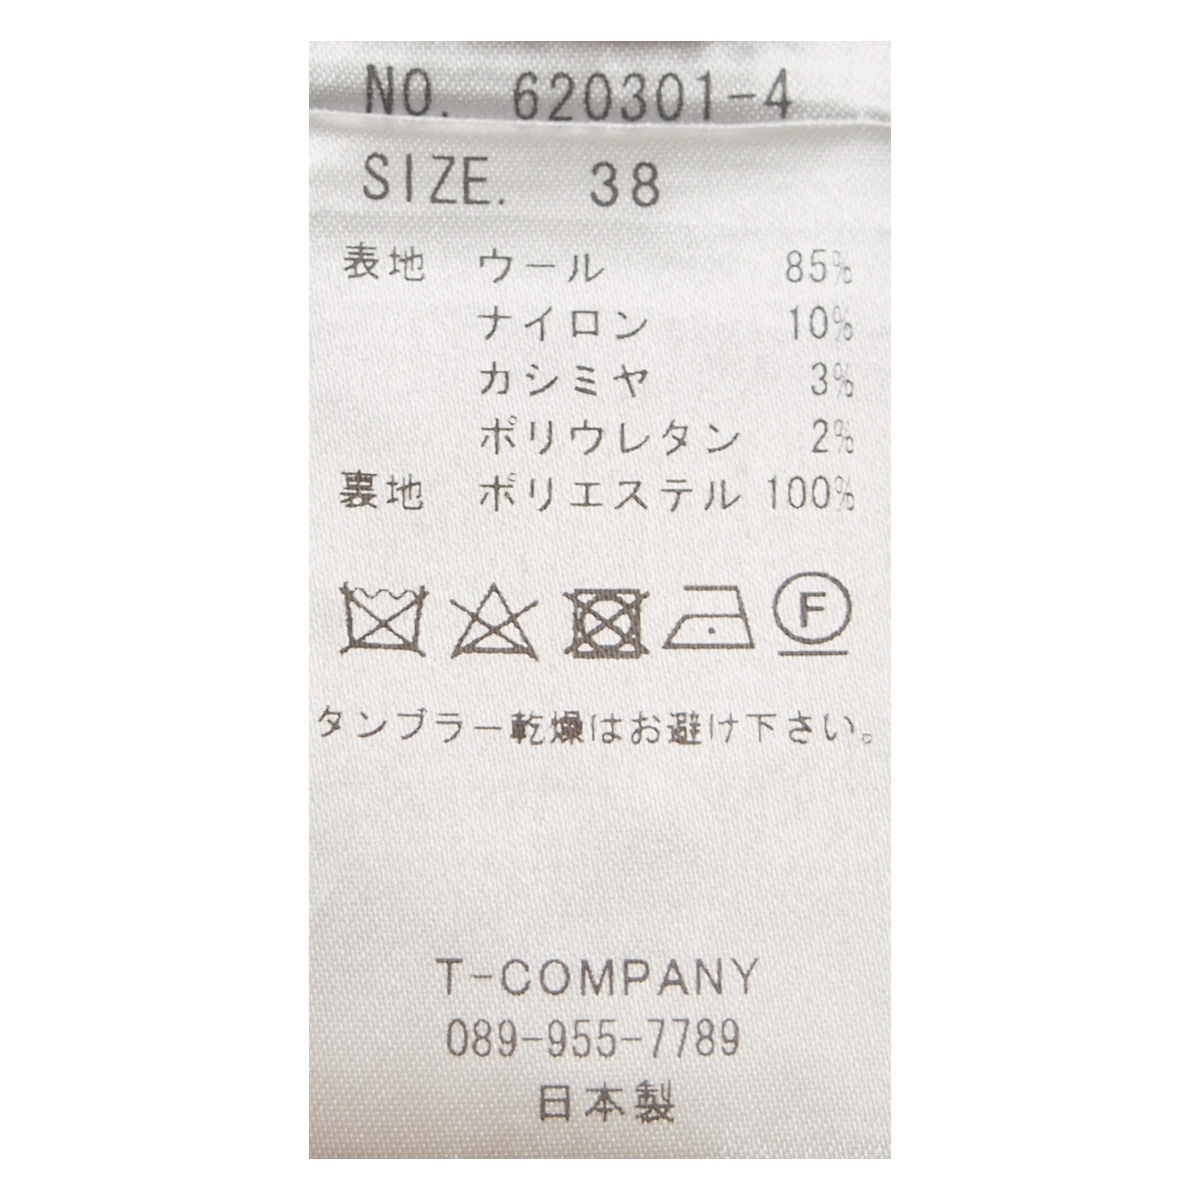 NO. 620301-4
SIZE. 38
表地 ウール 85%
ナイロン 10%
カシミヤ 3%
ポリウレタン 2%
裏地 ポリエステル 100%
F
タンブラー乾燥はお避け下さい。
T-COMPANY
089-955-7789
日本製